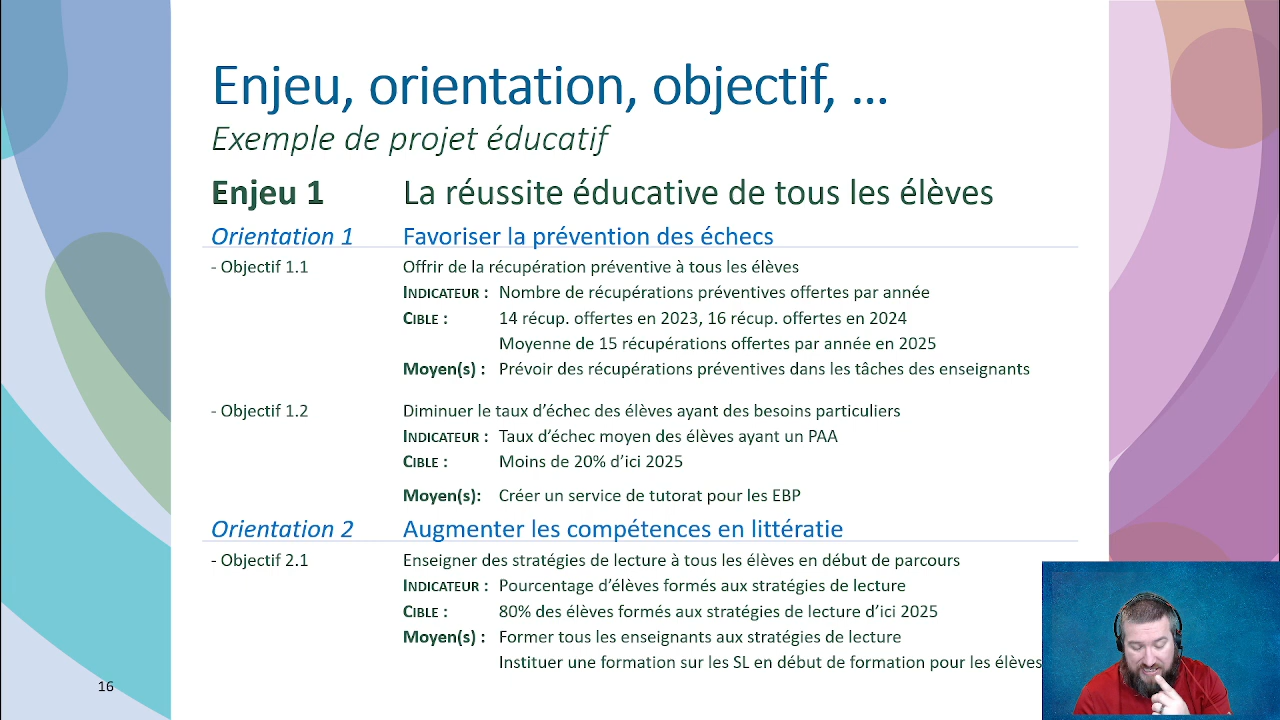 Enjeu, orientation, objectif, ...
Exemple de projet éducatif
Enjeu 1 La réussite éducative de tous les élèves
Orientation 1 Favoriser la prévention des échecs
- Objectif 1.1 Offrir de la récupération préventive à tous les élèves
INDICATEUR : Nombre de récupérations préventives offertes par année
CIBLE : 14 récup. offertes en 2023, 16 récup. offertes en 2024
Moyenne de 15 récupérations offertes par année en 2025
Moyen(s) : Prévoir des récupérations préventives dans les tâches des enseignants
- Objectif 1.2 Diminuer le taux d'échec des élèves ayant des besoins particuliers
INDICATEUR : Taux d'échec moyen des élèves ayant un PAA
CIBLE : Moins de 20% d'ici 2025
Moyen(s): Créer un service de tutorat pour les EBP
Orientation 2 Augmenter les compétences en littératie
- Objectif 2.1 Enseigner des stratégies de lecture à tous les élèves en début de parcours
INDICATEUR : Pourcentage d'élèves formés aux stratégies de lecture
CIBLE : 80% des élèves formés aux stratégies de lecture d'ici 2025
Moyen(s) : Former tous les enseignants aux stratégies de lecture
Instituer une formation sur les SL en début de formation pour les élèves
16